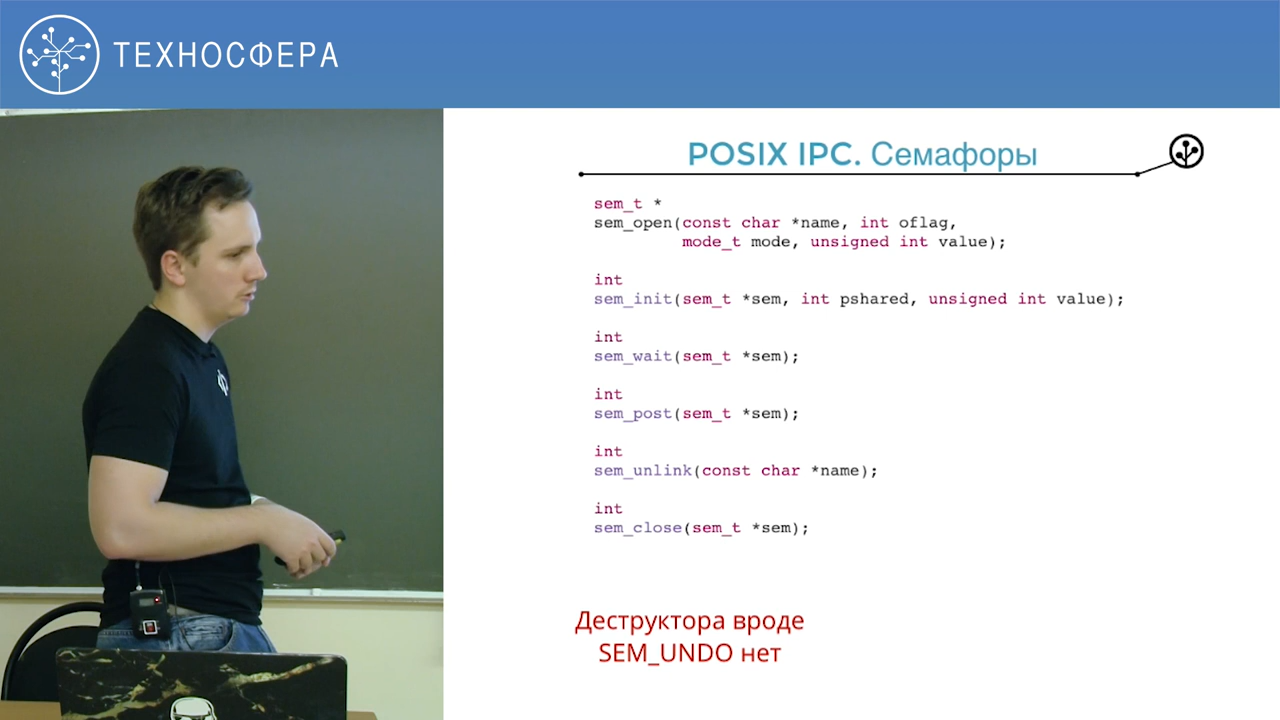 ТЕХНОСФЕРА
POSIX IPC. Семафоры
sem_t *
sem_open(const char *name, int oflag,
mode_t mode, unsigned int value);
int
sem_init(sem_t *sem, int pshared, unsigned int value);
int
sem_wait(sem_t *sem);
int
sem_post(sem_t *sem);
int
sem_unlink(const char *name);
int
sem_close(sem_t *sem);
Деструктора вроде
SEM_UNDO нет